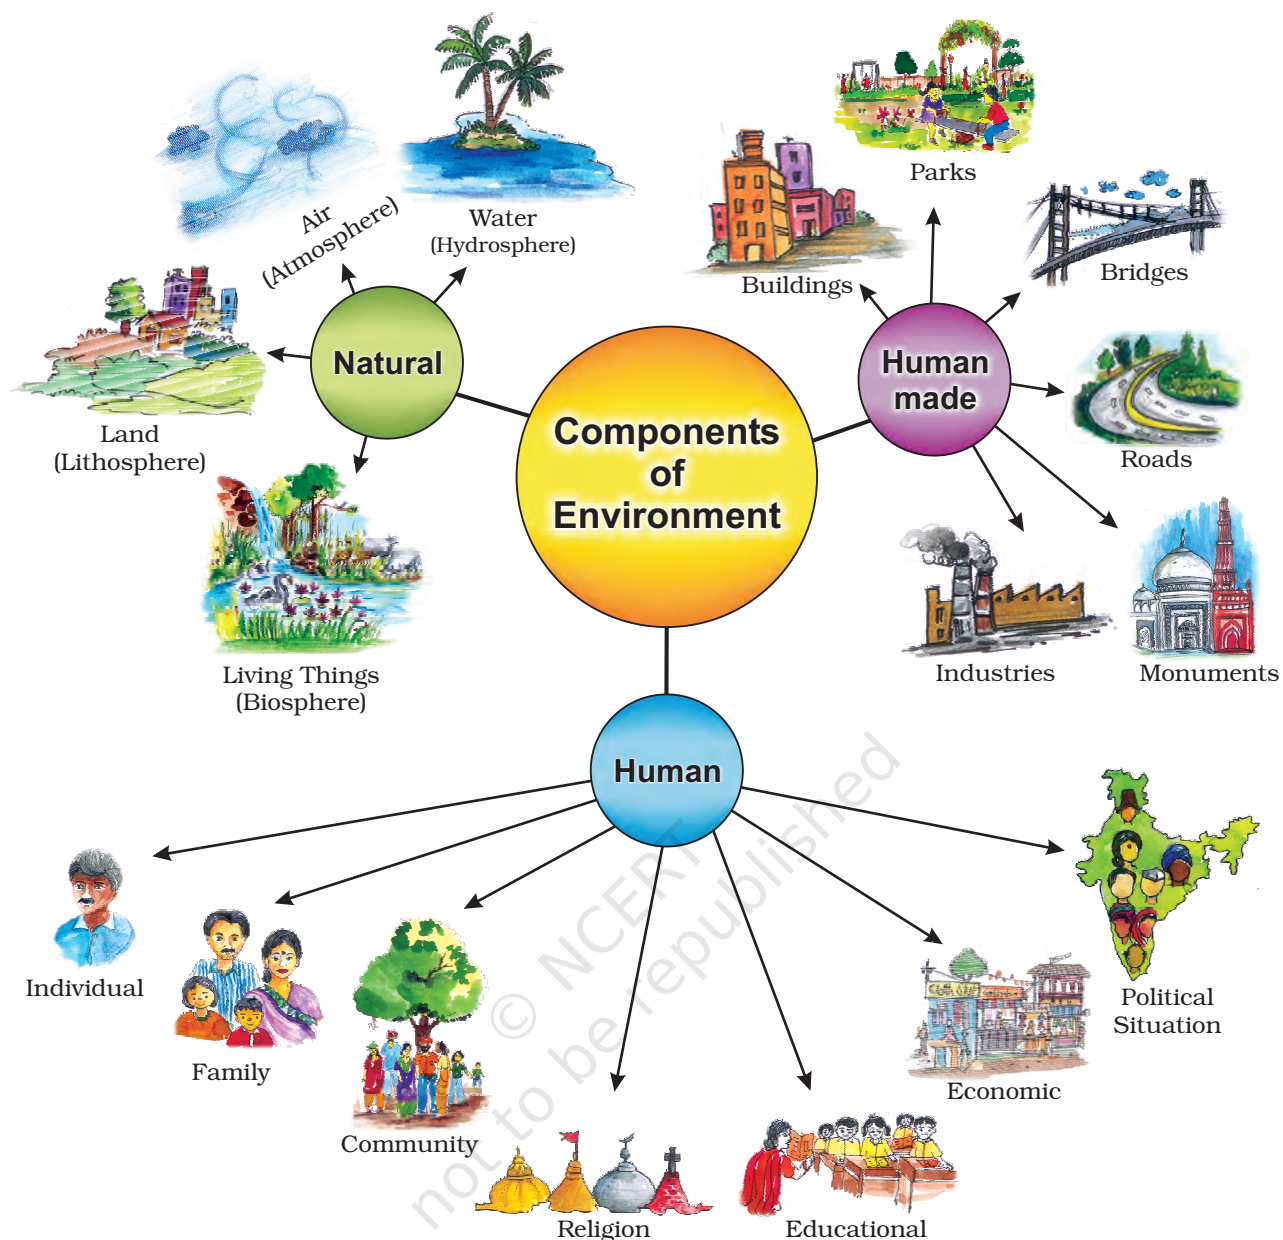 Air
(Atmosphere)
Water
(Hydrosphere)
Land
(Lithosphere)
Living Things
(Biosphere)
Natural
Components
of
Environment
Human
made
Buildings
Parks
Bridges
Roads
Industries
Monuments
Human
Individual
Family
Community
Religion
Educational
Economic
Political
Situation
© NCERT
not to be republished